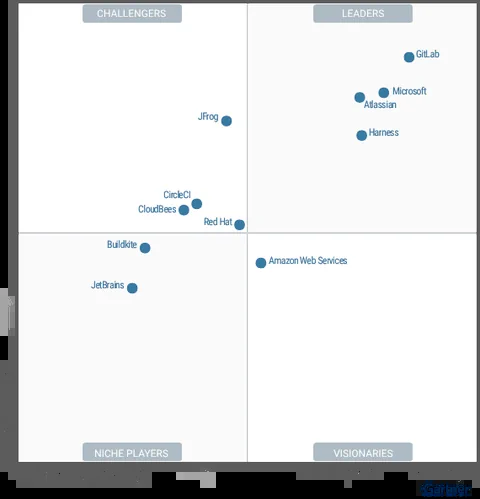 CHALLENGERS
LEADERS
GitLab
Microsoft
Atlassian
JFrog
Harness
CircleCI
CloudBees
Red Hat
Buildkite
Amazon Web Services
JetBrains
NICHE PLAYERS
VISIONARIES